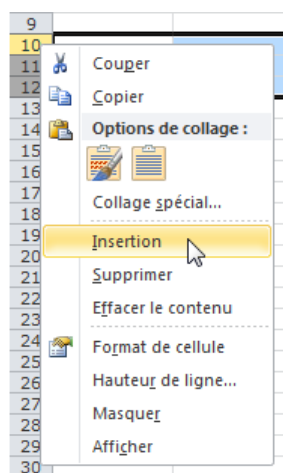 9
10
11
12
13
14
15
16
17
18
19
20
21
22
23
24
25
26
27
28
29
30
Couper
Copier
Options de collage :
Collage spécial...
Insertion
Supprimer
Effacer le contenu
Format de cellule
Hauteur de ligne...
Masquer
Afficher